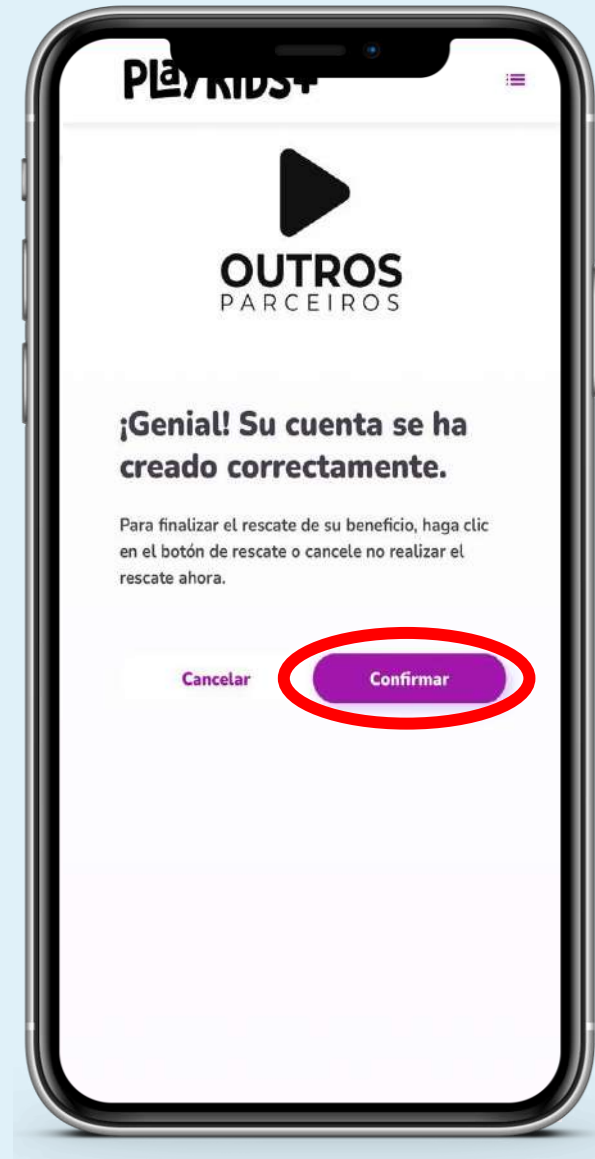 PLAYKIDS+
OUTROS
PARCEIROS
¡Genial! Su cuenta se ha
creado correctamente.
Para finalizar el rescate de su beneficio, haga clic
en el botón de rescate o cancele no realizar el
rescate ahora.
Cancelar
Confirmar